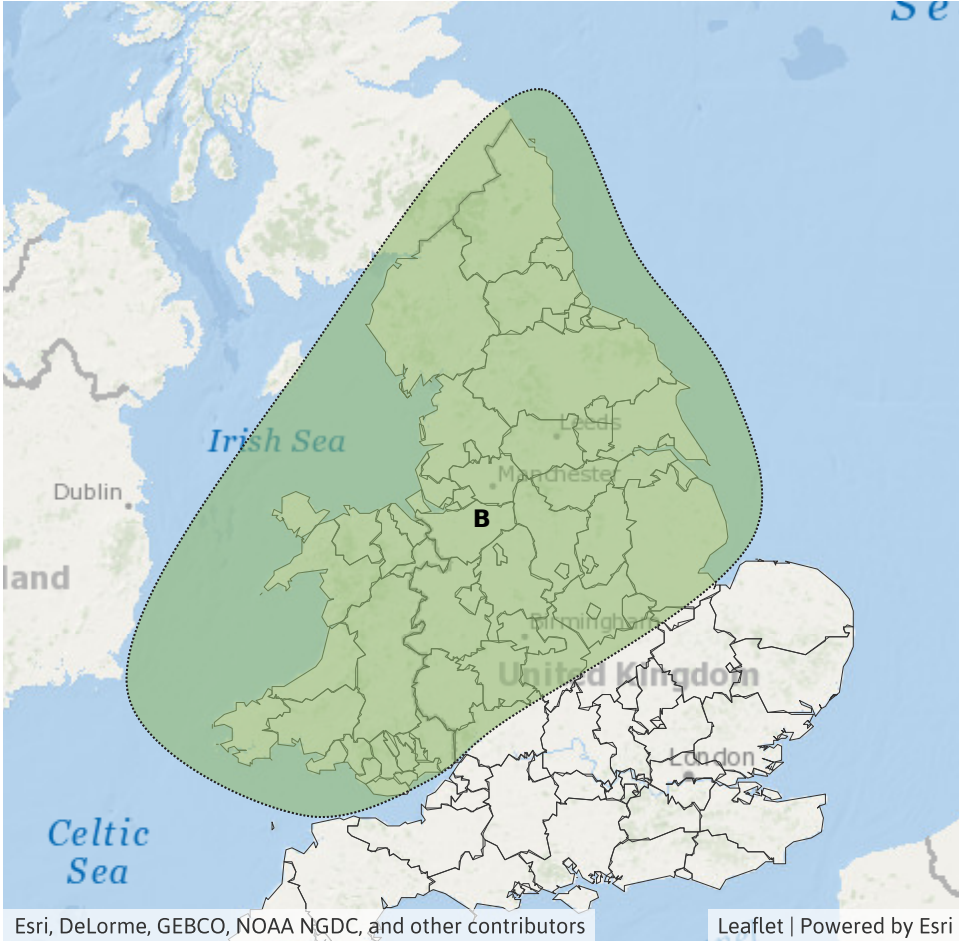 Se
Leeds
Irish Sea
Manchester
Dublin
B
land
Birmingham
United Kingdom
London
Celtic
Sea
Esri, DeLorme, GEBCO, NOAA NGDC, and other contributors
Leaflet | Powered by Esri